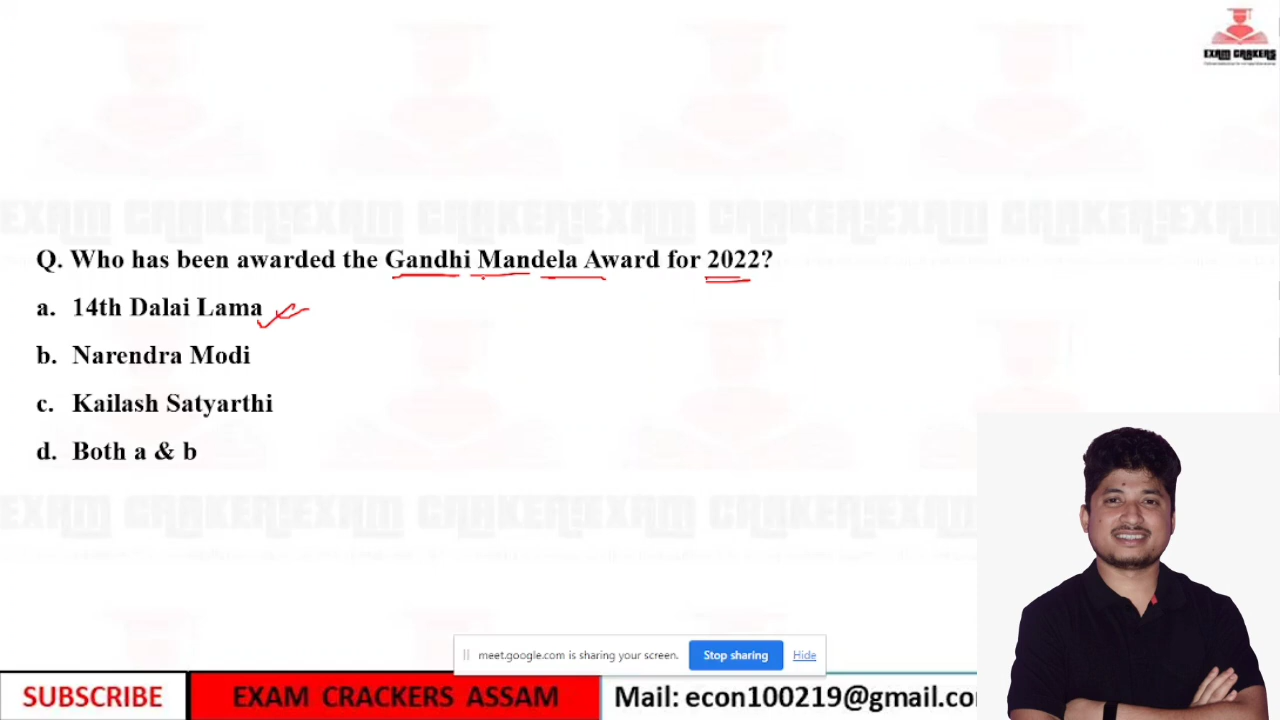 EXAM CRAKERS
Q. Who has been awarded the Gandhi Mandela Award for 2022?
a. 14th Dalai Lama
b. Narendra Modi
c. Kailash Satyarthi
d. Both a & b
meet.google.com is sharing your screen. Stop sharing Hide
SUBSCRIBE EXAM CRACKERS ASSAM Mail: econ100219@gmail.co